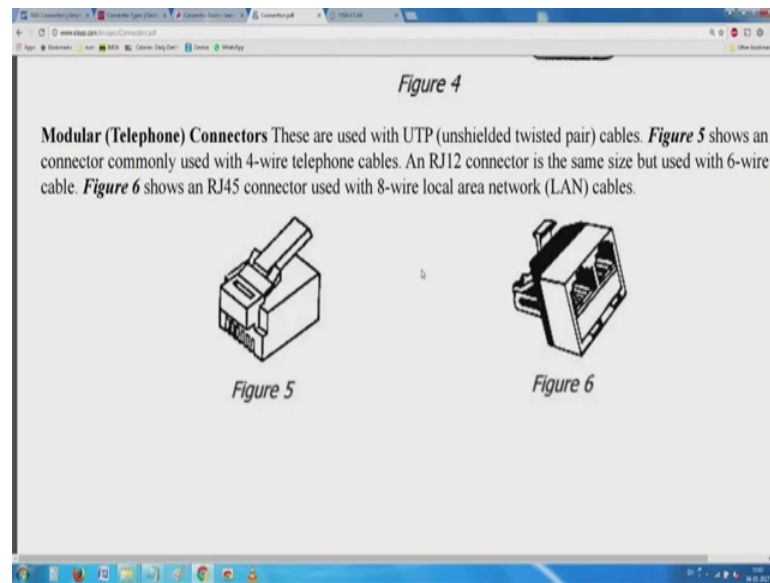 Connectors.pdf
Figure 4
Modular (Telephone) Connectors These are used with UTP (unshielded twisted pair) cables. Figure 5 shows an
connector commonly used with 4-wire telephone cables. An RJ12 connector is the same size but used with 6-wire
cable. Figure 6 shows an RJ45 connector used with 8-wire local area network (LAN) cables.
Figure 5
Figure 6